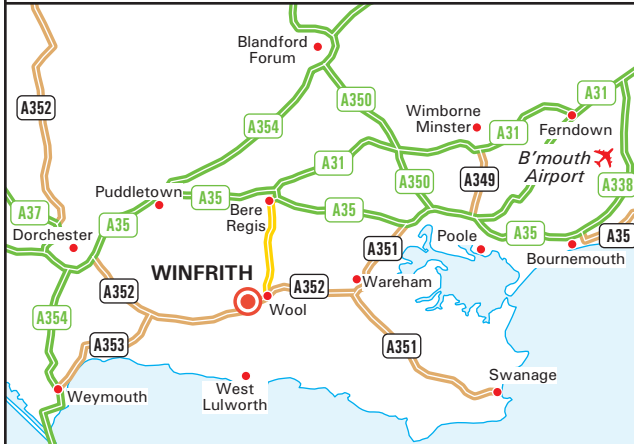 Blandford
Forum
A352
A350
A31
A354
Wimborne
Minster
A31
Ferndown
B'mouth
Airport
A31
A349
A338
Puddletown
A35
A350
A37
Bere
Regis
A35
A35
Dorchester
A351
Poole
A35
A35
Bournemouth
WINFRITH
A352
A352
Wareham
Wool
A354
A353
A351
Swanage
Weymouth
West
Lulworth